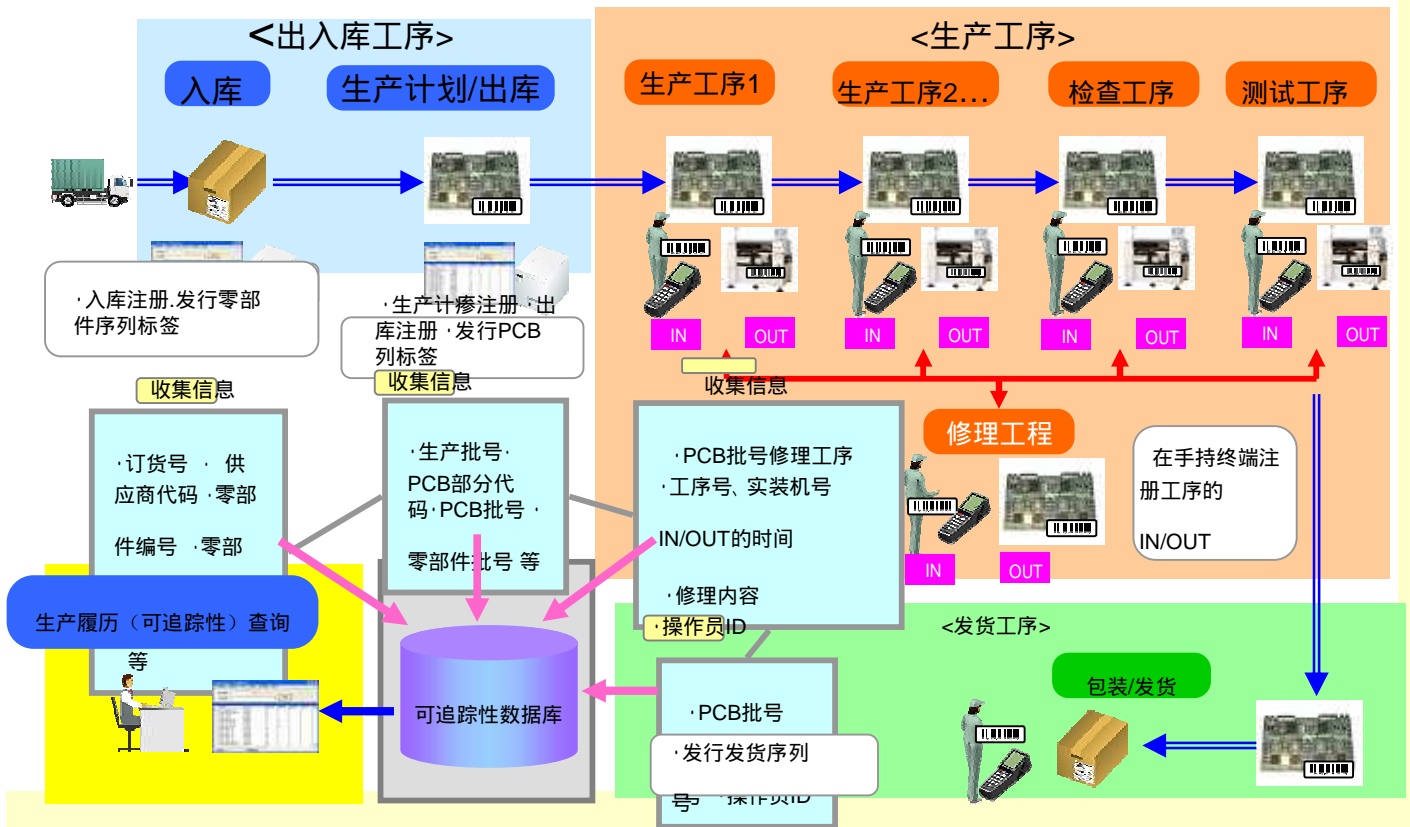 <出入库工序>
<生产工序>
入库
生产计划/出库
生产工序1
生产工序2…
检查工序
测试工序
·入库注册.发行零部
件序列标签
·生产计瘆注册 ·出
库注册 ·发行PCB
列标签
IN
OUT
IN
OUT
IN
OUT
IN
OUT
收集信息
收集信息
收集信息
·订货号 · 供
应商代码 ·零部
件编号 ·零部
等
·生产批号·
PCB部分代
码·PCB批号 ·
零部件批号 等
·PCB批号修理工序
·工序号、实装机号
IN/OUT的时间
·修理内容
·操作员ID
修理工程
IN
OUT
在手持终端注
册工序的
IN/OUT
生产履历（可追踪性）查询
可追踪性数据库
<发货工序>
包装/发货
·PCB批号
·发行发货序列
号 ·操作员ID